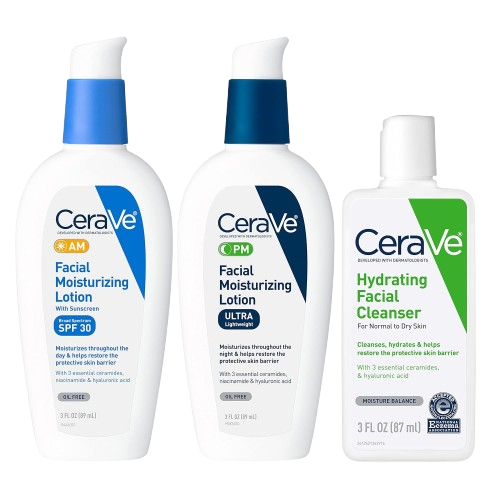 CeraVe
DEVELOPED WITH DERMATOLOGISTS
AM
Facial
Moisturizing
Lotion
With Sunscreen
Broad Spectrum
SPF 30
Moisturizes throughout the
day & helps restore the
protective skin barrier
With 3 essential ceramides,
niacinamide & hyaluronic acid
OIL FREE
3 FL OZ (89 mL)
CeraVe
DEVELOPED WITH DERMATOLOGISTS
PM
Facial
Moisturizing
Lotion
ULTRA
Lightweight
Moisturizes throughout the
night & helps restore the
protective skin barrier
With 3 essential ceramides,
niacinamide & hyaluronic acid
OIL FREE
3 FL OZ (89 mL)
CeraVe
DEVELOPED WITH DERMATOLOGISTS
Hydrating
Facial
Cleanser
For Normal to Dry Skin
Cleanses, hydrates & helps
restore the protective skin barrier
With 3 essential ceramides,
& hyaluronic acid
MOISTURE BALANCE
ACCEPTED
NATIONAL
Eczema
ASSOCIATION
3 FL OZ (87 mL)